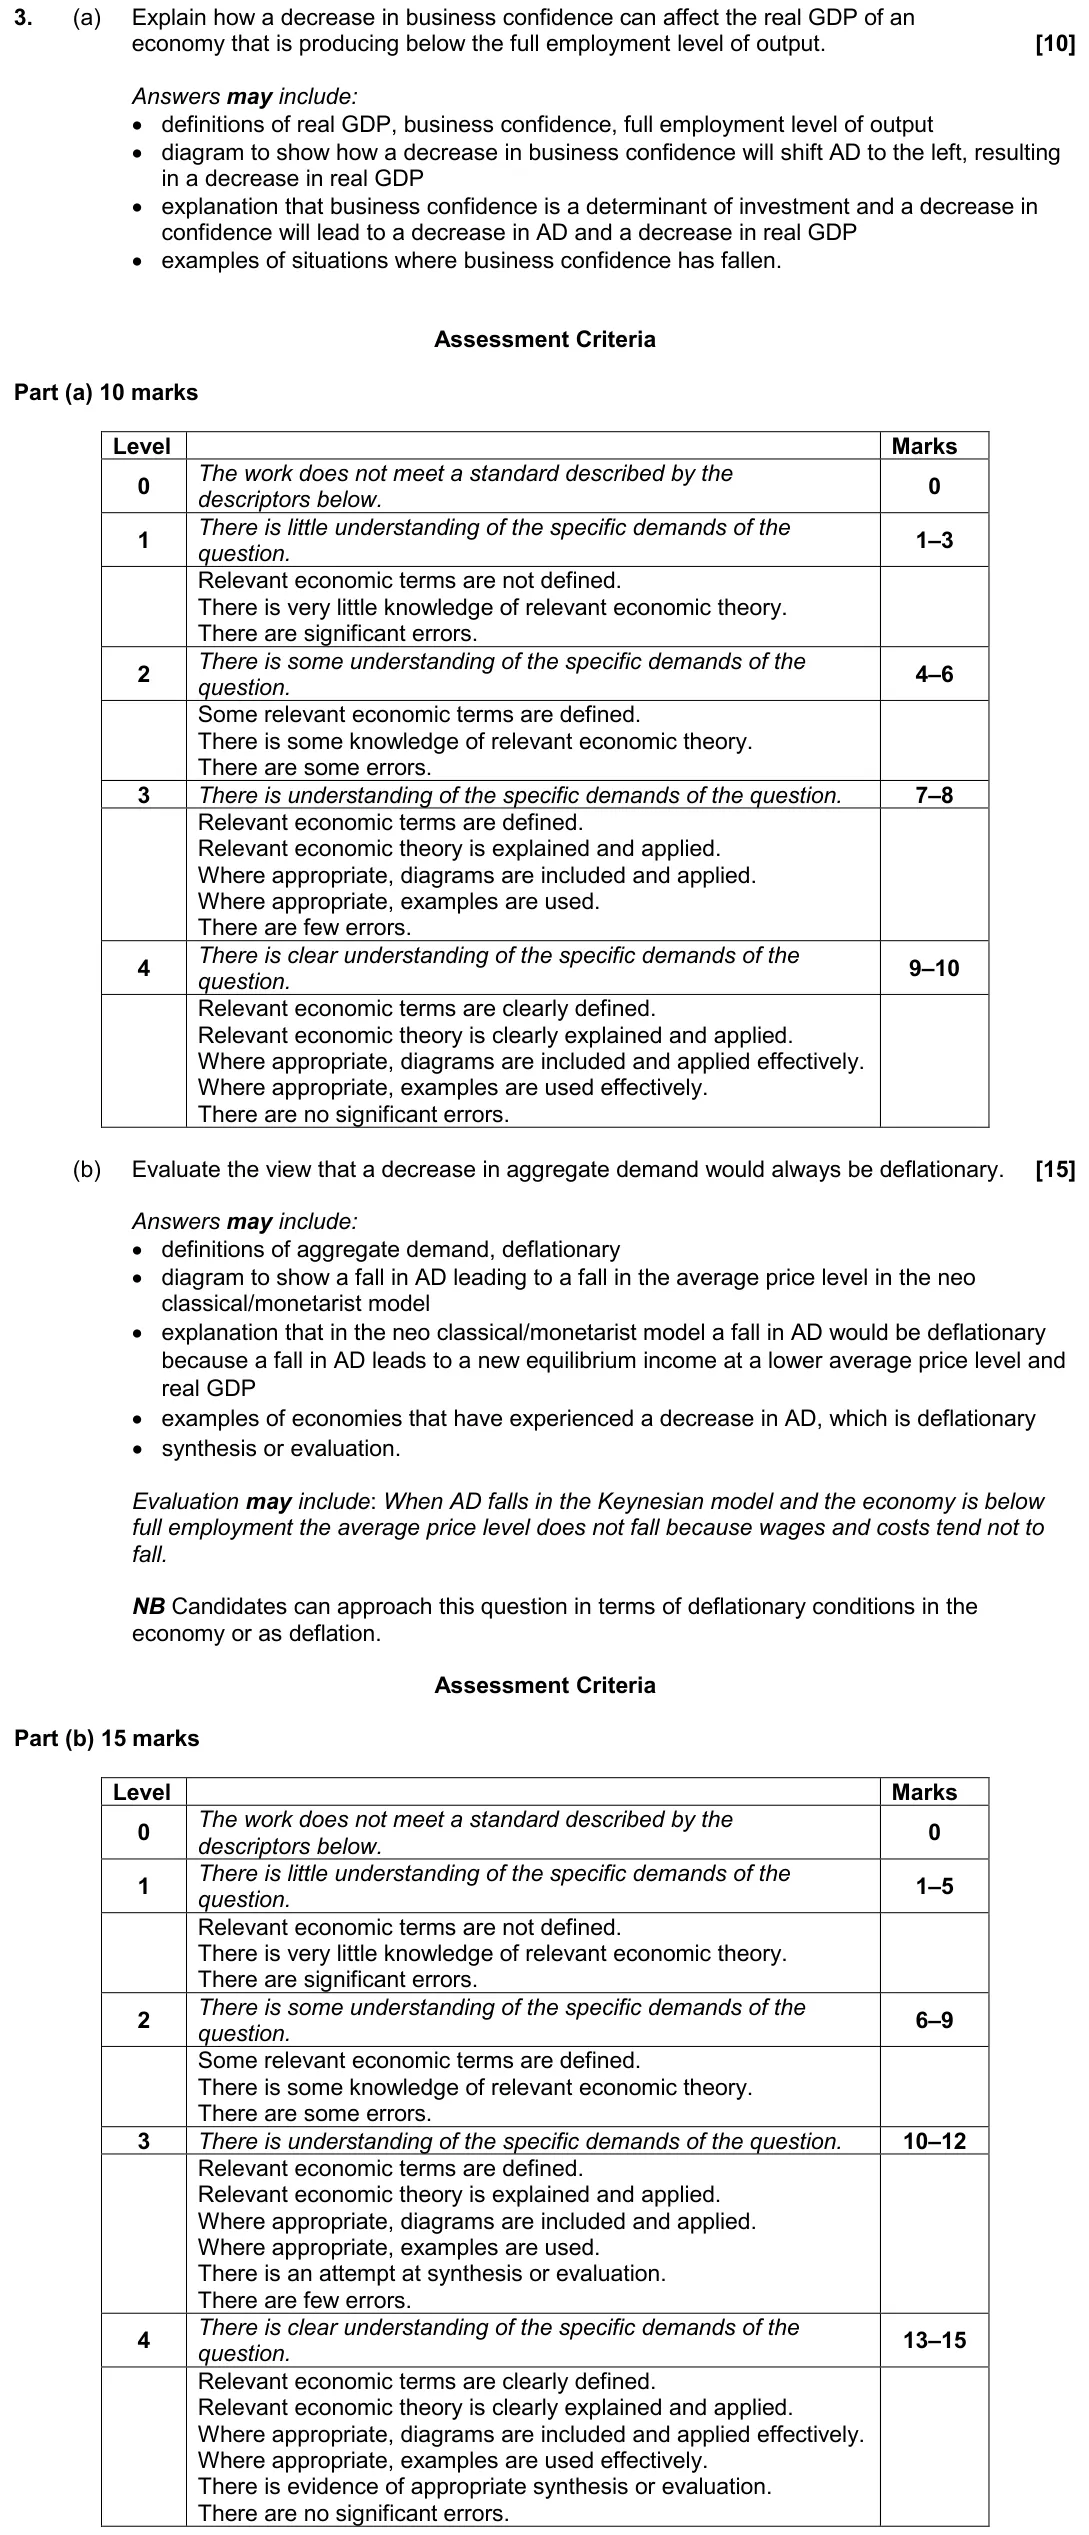 3. (a) Explain how a decrease in business confidence can affect the real GDP of an
economy that is producing below the full employment level of output. [10]
Answers may include:
• definitions of real GDP, business confidence, full employment level of output
• diagram to show how a decrease in business confidence will shift AD to the left, resulting
in a decrease in real GDP
• explanation that business confidence is a determinant of investment and a decrease in
confidence will lead to a decrease in AD and a decrease in real GDP
• examples of situations where business confidence has fallen.
Assessment Criteria
Part (a) 10 marks
Level Marks
0 The work does not meet a standard described by the
descriptors below. 0
1 There is little understanding of the specific demands of the
question. 1–3
Relevant economic terms are not defined.
There is very little knowledge of relevant economic theory.
There are significant errors.
2 There is some understanding of the specific demands of the
question. 4–6
Some relevant economic terms are defined.
There is some knowledge of relevant economic theory.
There are some errors.
3 There is understanding of the specific demands of the question. 7–8
Relevant economic terms are defined.
Relevant economic theory is explained and applied.
Where appropriate, diagrams are included and applied.
Where appropriate, examples are used.
There are few errors.
4 There is clear understanding of the specific demands of the
question. 9–10
Relevant economic terms are clearly defined.
Relevant economic theory is clearly explained and applied.
Where appropriate, diagrams are included and applied effectively.
Where appropriate, examples are used effectively.
There are no significant errors.
(b) Evaluate the view that a decrease in aggregate demand would always be deflationary. [15]
Answers may include:
• definitions of aggregate demand, deflationary
• diagram to show a fall in AD leading to a fall in the average price level in the neo
classical/monetarist model
• explanation that in the neo classical/monetarist model a fall in AD would be deflationary
because a fall in AD leads to a new equilibrium income at a lower average price level and
real GDP
• examples of economies that have experienced a decrease in AD, which is deflationary
• synthesis or evaluation.
Evaluation may include: When AD falls in the Keynesian model and the economy is below
full employment the average price level does not fall because wages and costs tend not to
fall.
NB Candidates can approach this question in terms of deflationary conditions in the
economy or as deflation.
Assessment Criteria
Part (b) 15 marks
Level Marks
0 The work does not meet a standard described by the
descriptors below. 0
1 There is little understanding of the specific demands of the
question. 1–5
Relevant economic terms are not defined.
There is very little knowledge of relevant economic theory.
There are significant errors.
2 There is some understanding of the specific demands of the
question. 6–9
Some relevant economic terms are defined.
There is some knowledge of relevant economic theory.
There are some errors.
3 There is understanding of the specific demands of the question. 10–12
Relevant economic terms are defined.
Relevant economic theory is explained and applied.
Where appropriate, diagrams are included and applied.
Where appropriate, examples are used.
There is an attempt at synthesis or evaluation.
There are few errors.
4 There is clear understanding of the specific demands of the
question. 13–15
Relevant economic terms are clearly defined.
Relevant economic theory is clearly explained and applied.
Where appropriate, diagrams are included and applied effectively.
Where appropriate, examples are used effectively.
There is evidence of appropriate synthesis or evaluation.
There are no significant errors.